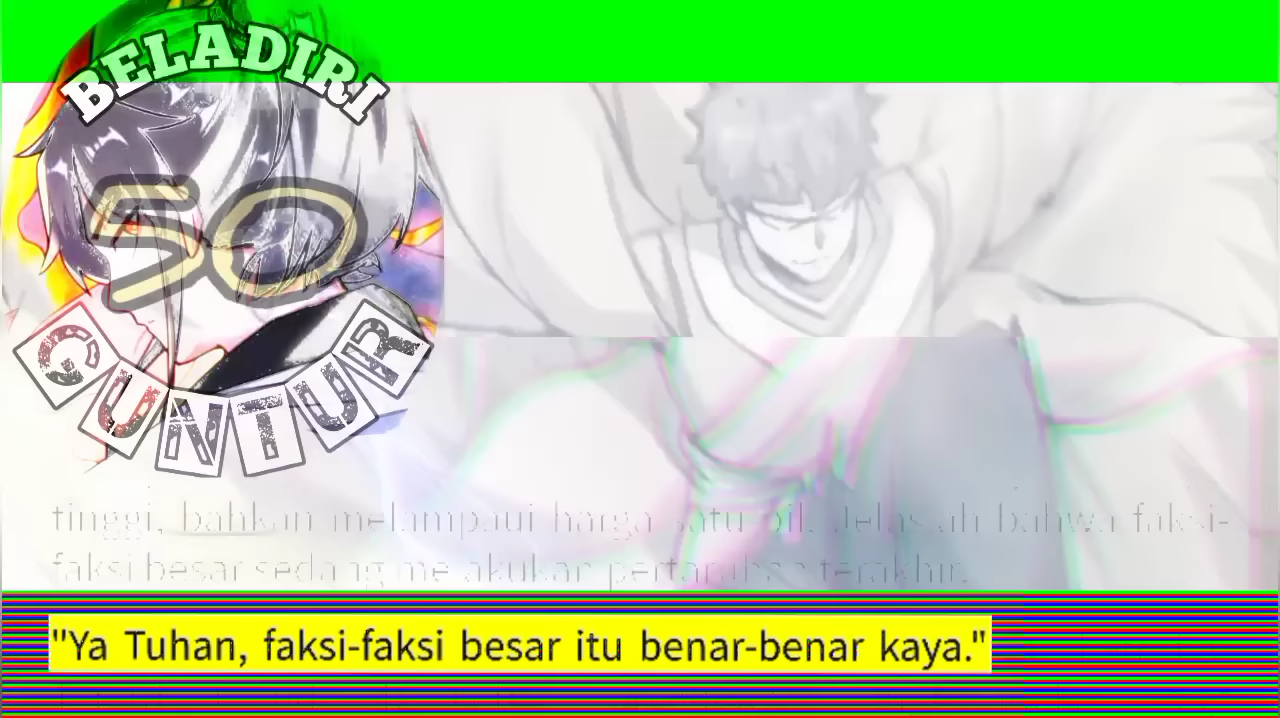 BELADIRI
50
GUNTUR
tinggi, bahkan melampaui harga satu pil. Jelaslah bahwa faksi-
faksi besar sedang melakukan pertaruhan terakhir.
"Ya Tuhan, faksi-faksi besar itu benar-benar kaya."